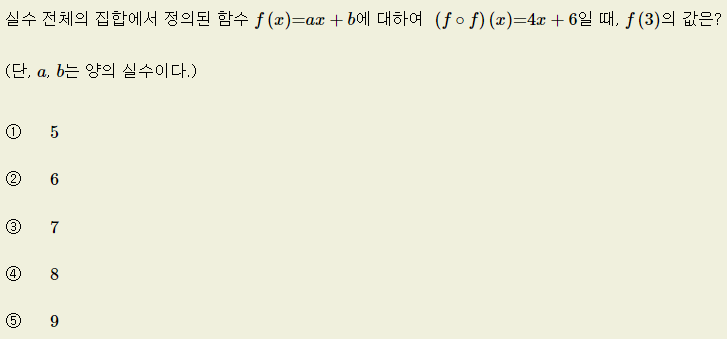 실수 전체의 집합에서 정의된 함수 f(x)=ax+b에 대하여 (f∘f)(x)=4x+6일 때, f(3)의 값은?
(단, a, b는 양의 실수이다.)
① 5
② 6
③ 7
④ 8
⑤ 9